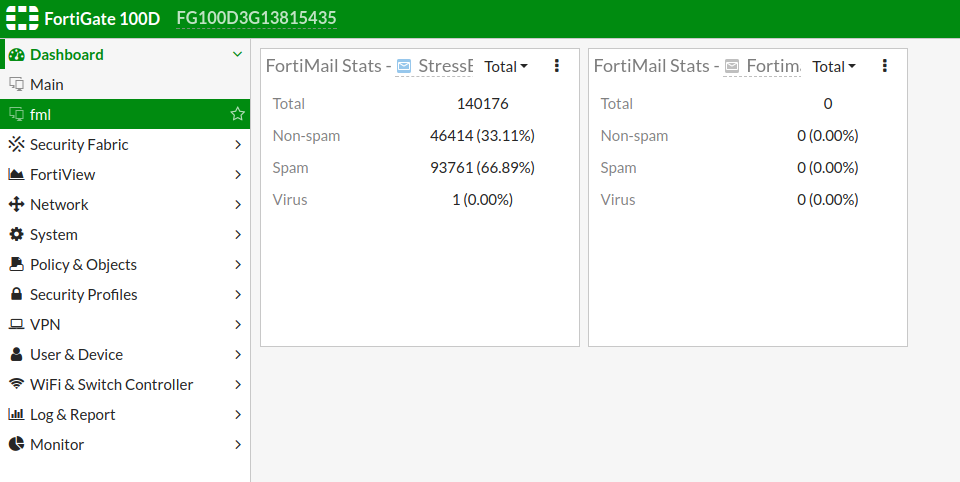 FortiGate 100D FG100D3G13815435
Dashboard
Main
fml
Security Fabric
FortiView
Network
System
Policy & Objects
Security Profiles
VPN
User & Device
WiFi & Switch Controller
Log & Report
Monitor
FortiMail Stats - StressE Total
Total 140176
Non-spam 46414 (33.11%)
Spam 93761 (66.89%)
Virus 1 (0.00%)
FortiMail Stats - Fortima Total
Total 0
Non-spam 0 (0.00%)
Spam 0 (0.00%)
Virus 0 (0.00%)